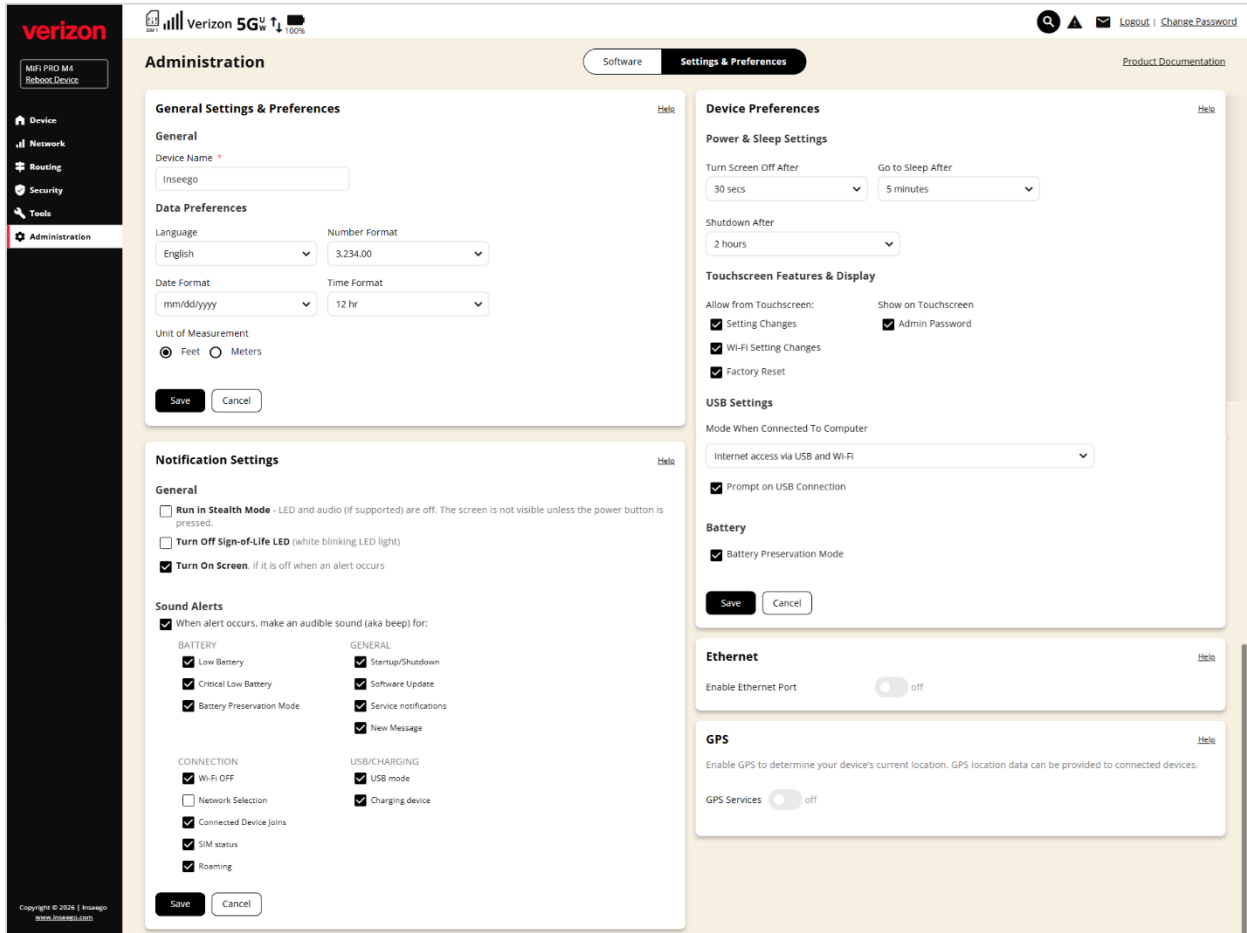 verizon
SIM 1
Verizon 5G UW
100%
Logout | Change Password
MiFi PRO M4
Reboot Device
Device
Network
Routing
Security
Tools
Administration
Copyright © 2026 | Inseego
www.inseego.com
Administration
Software
Settings & Preferences
Product Documentation
General Settings & Preferences
Help
General
Device Name *
Inseego
Data Preferences
Language
Number Format
English
3,234.00
Date Format
Time Format
mm/dd/yyyy
12 hr
Unit of Measurement
Feet
Meters
Save
Cancel
Notification Settings
Help
General
Run in Stealth Mode - LED and audio (if supported) are off. The screen is not visible unless the power button is
pressed.
Turn Off Sign-of-Life LED (white blinking LED light)
Turn On Screen, if it is off when an alert occurs
Sound Alerts
When alert occurs, make an audible sound (aka beep) for:
BATTERY
GENERAL
Low Battery
Startup/Shutdown
Critical Low Battery
Software Update
Battery Preservation Mode
Service notifications
New Message
CONNECTION
USB/CHARGING
Wi-Fi OFF
USB mode
Network Selection
Charging device
Connected Device Joins
SIM status
Roaming
Save
Cancel
Device Preferences
Help
Power & Sleep Settings
Turn Screen Off After
Go to Sleep After
30 secs
5 minutes
Shutdown After
2 hours
Touchscreen Features & Display
Allow from Touchscreen:
Show on Touchscreen
Setting Changes
Admin Password
Wi-Fi Setting Changes
Factory Reset
USB Settings
Mode When Connected To Computer
Internet access via USB and Wi-Fi
Prompt on USB Connection
Battery
Battery Preservation Mode
Save
Cancel
Ethernet
Help
Enable Ethernet Port
off
GPS
Help
Enable GPS to determine your device's current location. GPS location data can be provided to connected devices.
GPS Services
off